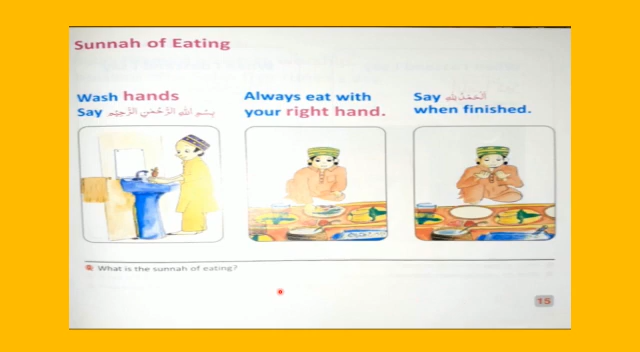 Sunnah of Eating
Wash hands
Say بِسْمِ اللهِ الرَّحْمٰنِ الرَّحِيْمِ
Always eat with
your right hand.
Say اَلْحَمْدُ لِلّٰهِ
when finished.
What is the sunnah of eating?
15